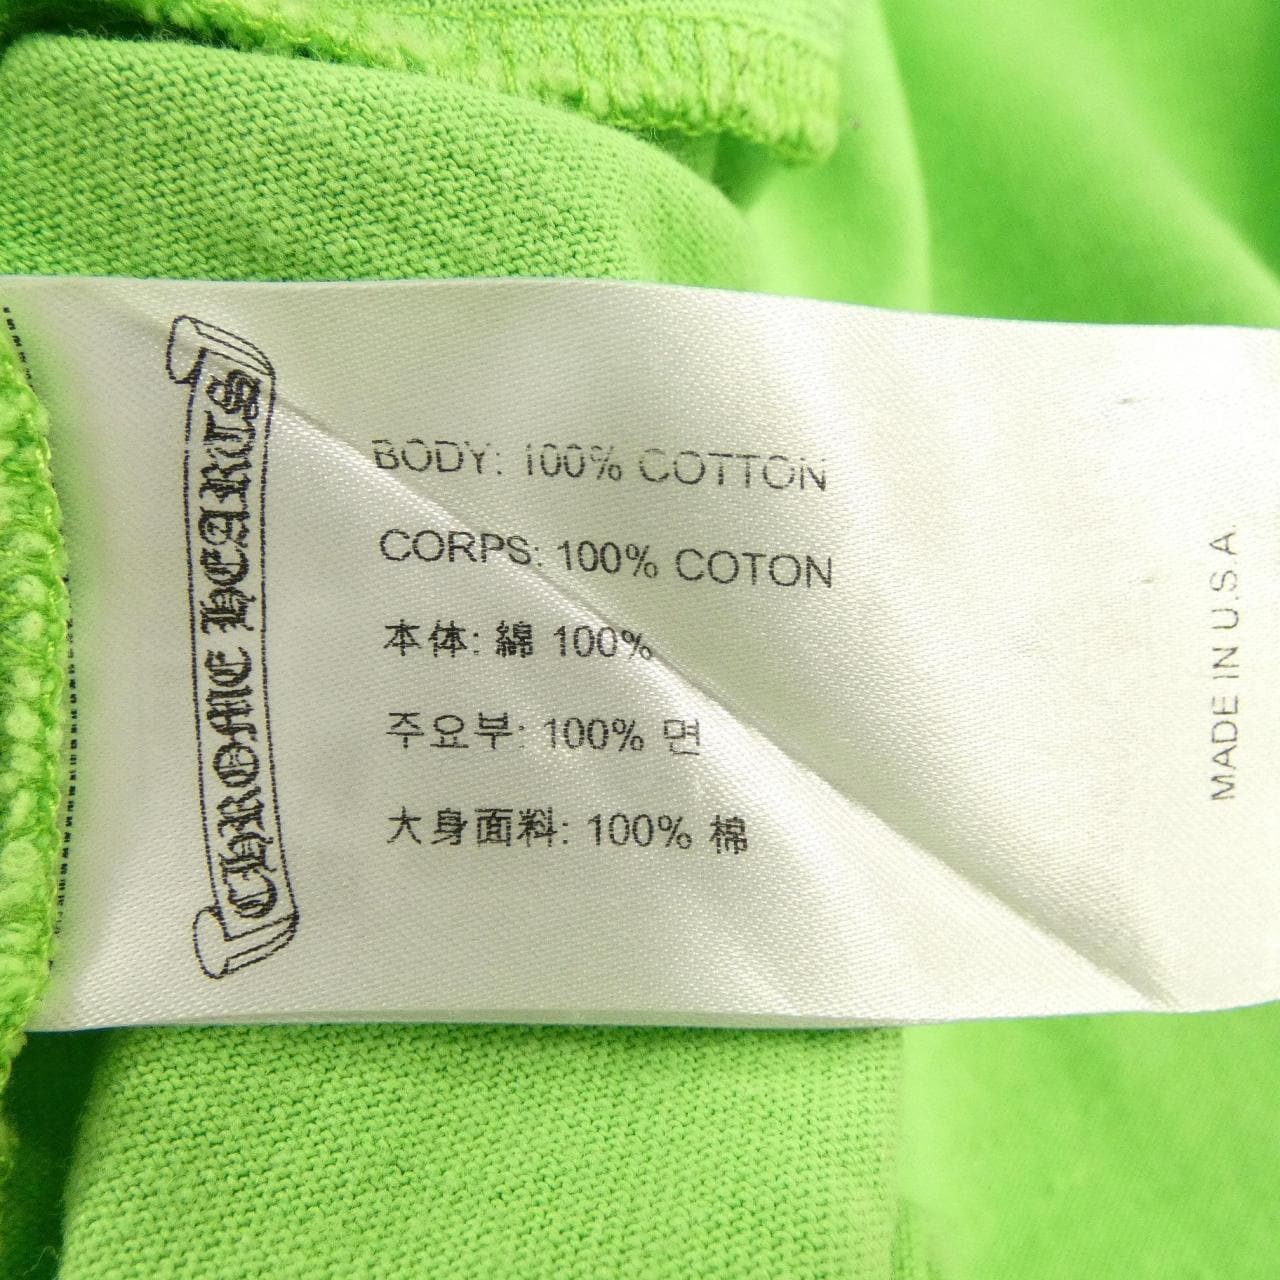 CHROME HEARTS
BODY: 100% COTTON
CORPS: 100% COTON
本体: 綿 100%
주요부: 100% 면
大身面料: 100% 棉
MADE IN U.S.A.